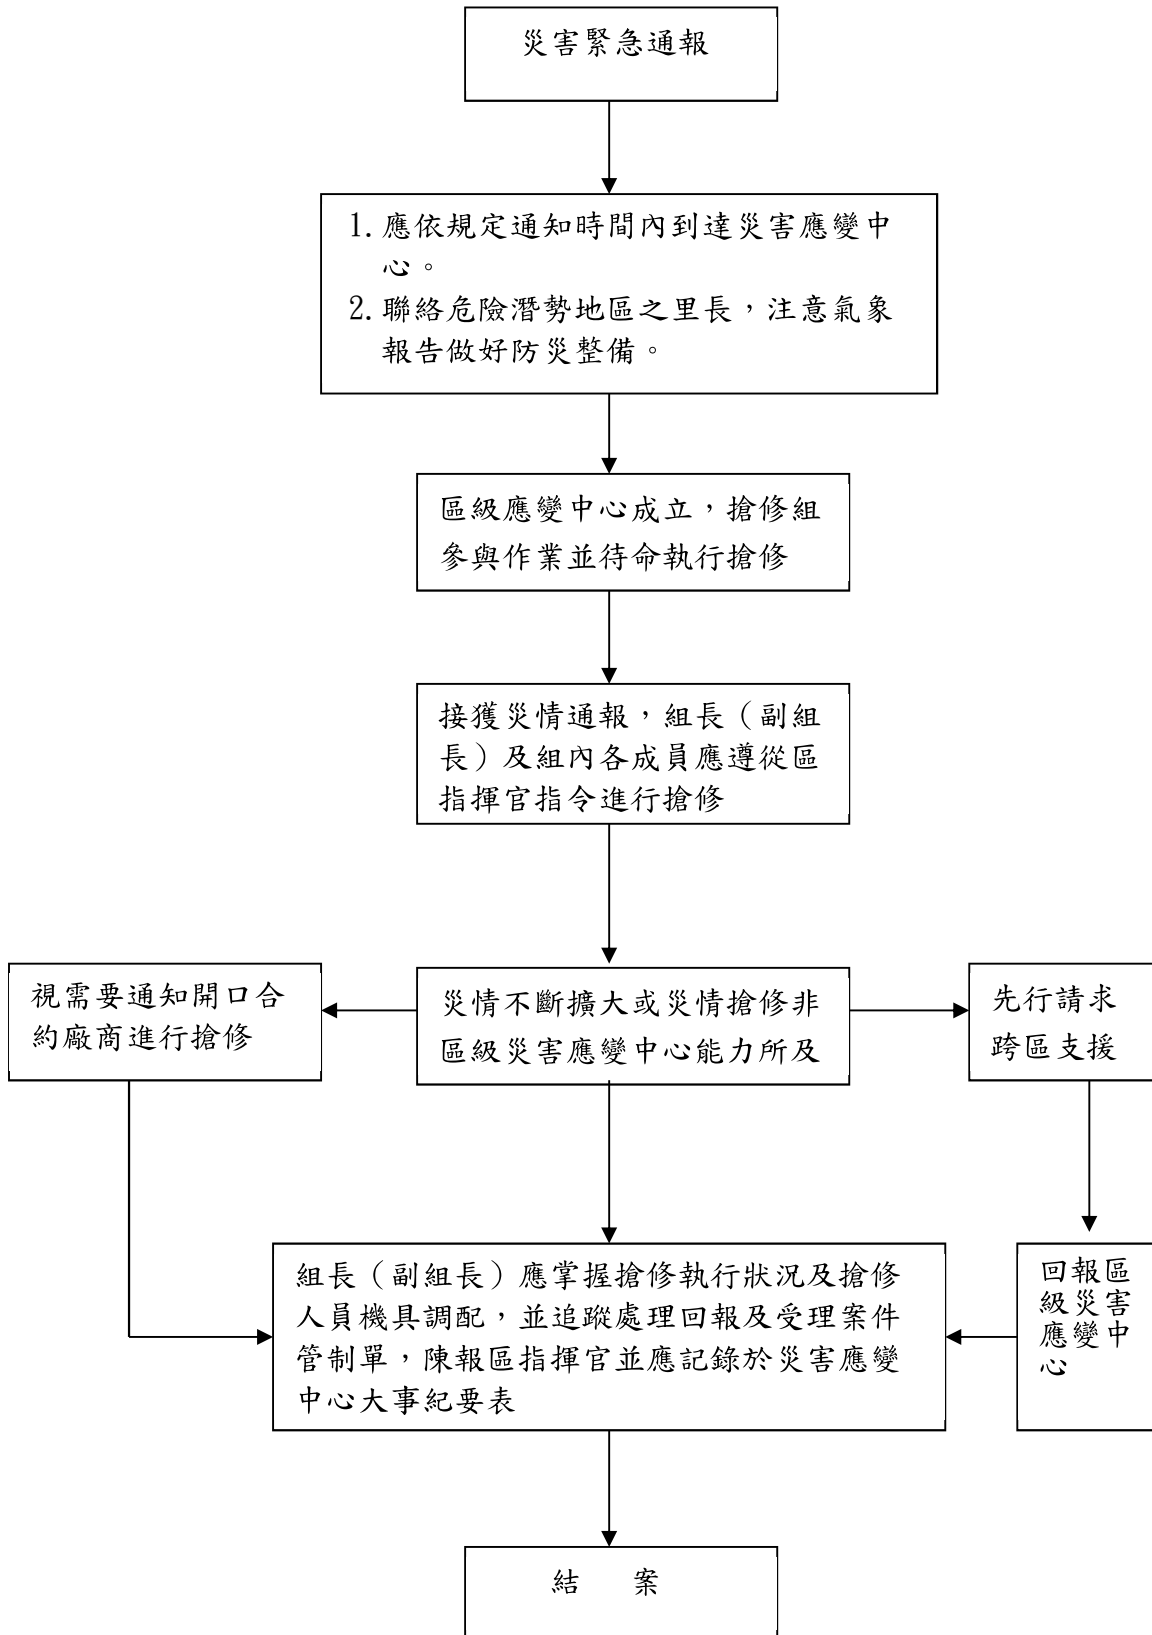 災害緊急通報
1. 應依規定通知時間內到達災害應變中
心。
2. 聯絡危險潛勢地區之里長，注意氣象
報告做好防災整備。
區級應變中心成立，搶修組
參與作業並待命執行搶修
接獲災情通報，組長（副組
長）及組內各成員應遵從區
指揮官指令進行搶修
視需要通知開口合
約廠商進行搶修
災情不斷擴大或災情搶修非
區級災害應變中心能力所及
先行請求
跨區支援
組長（副組長）應掌握搶修執行狀況及搶修
人員機具調配，並追蹤處理回報及受理案件
管制單，陳報區指揮官並應記錄於災害應變
中心大事紀要表
回報區
級災害
應變中
心
結　案